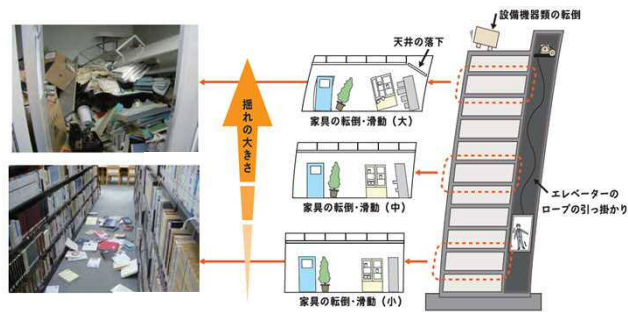 設備機器類の転倒
天井の落下
揺れの大きさ
家具の転倒・滑動（大）
家具の転倒・滑動（中）
エレベーターの
ロープの引っ掛かり
家具の転倒・滑動（小）